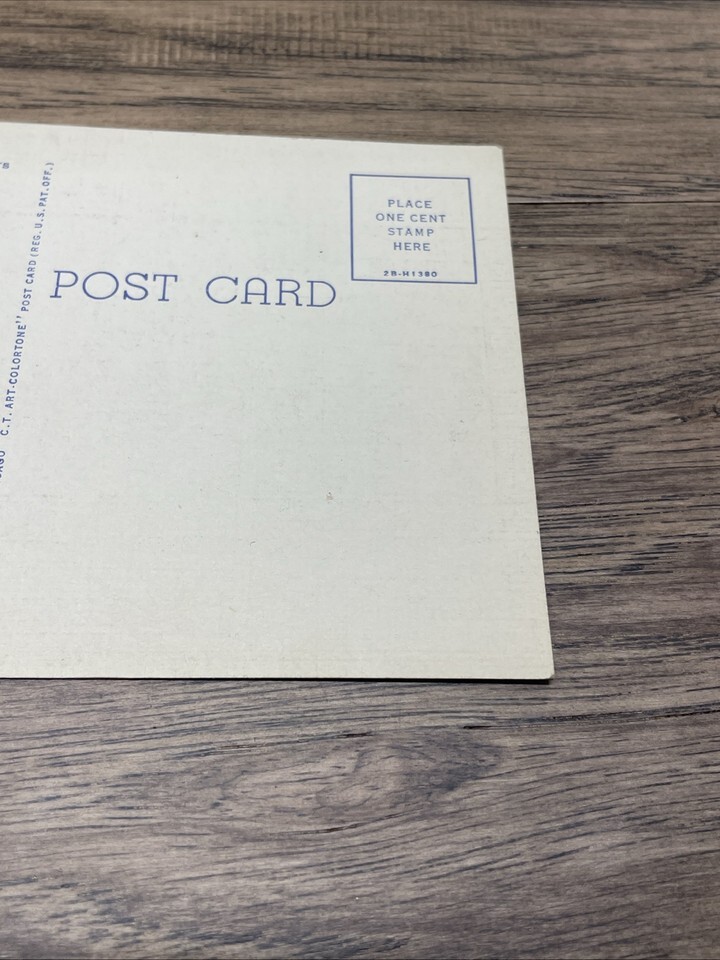 C.T. ART-COLORTONE" POST CARD (REG. U.S. PAT. OFF.)
POST CARD
PLACE
ONE CENT
STAMP
HERE
2B-H1380